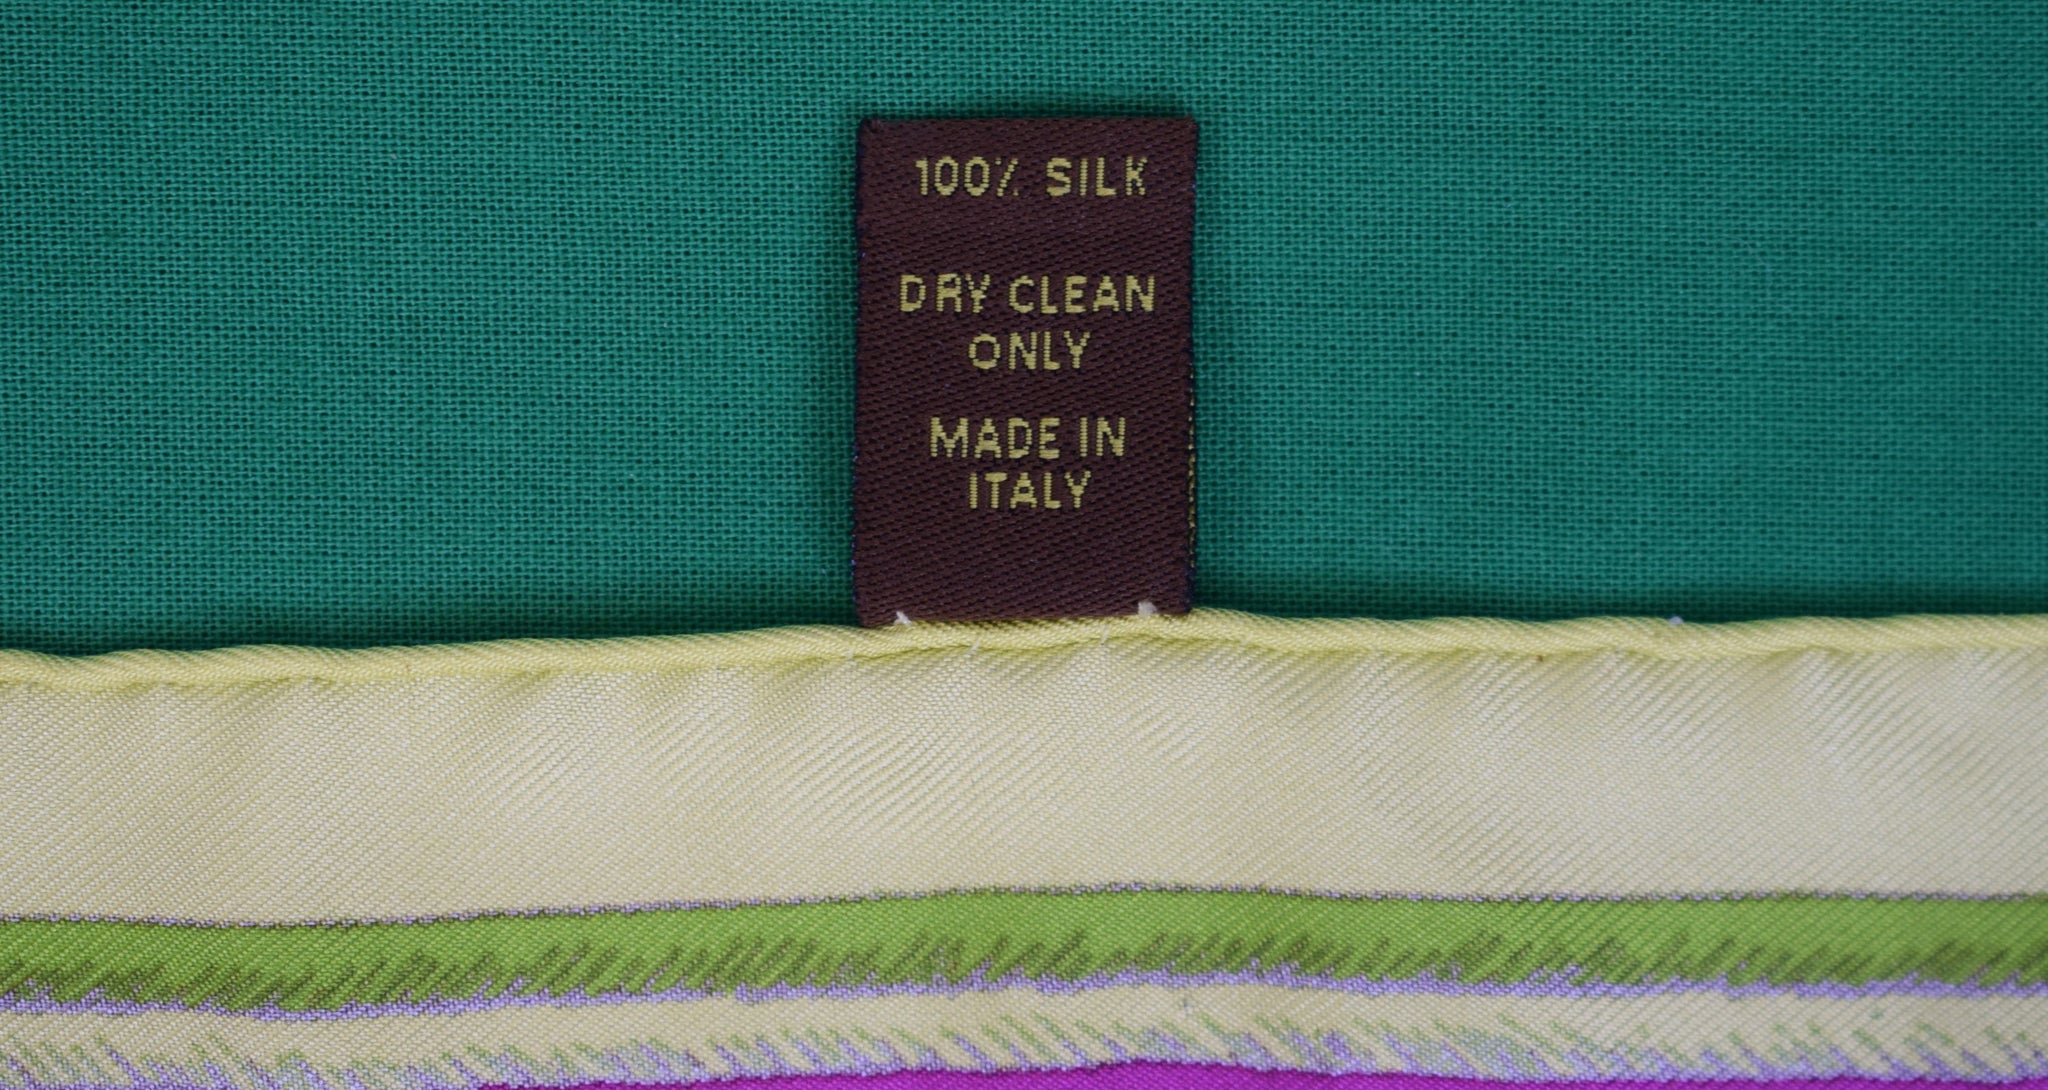 100% SILK
DRY CLEAN
ONLY
MADE IN
ITALY